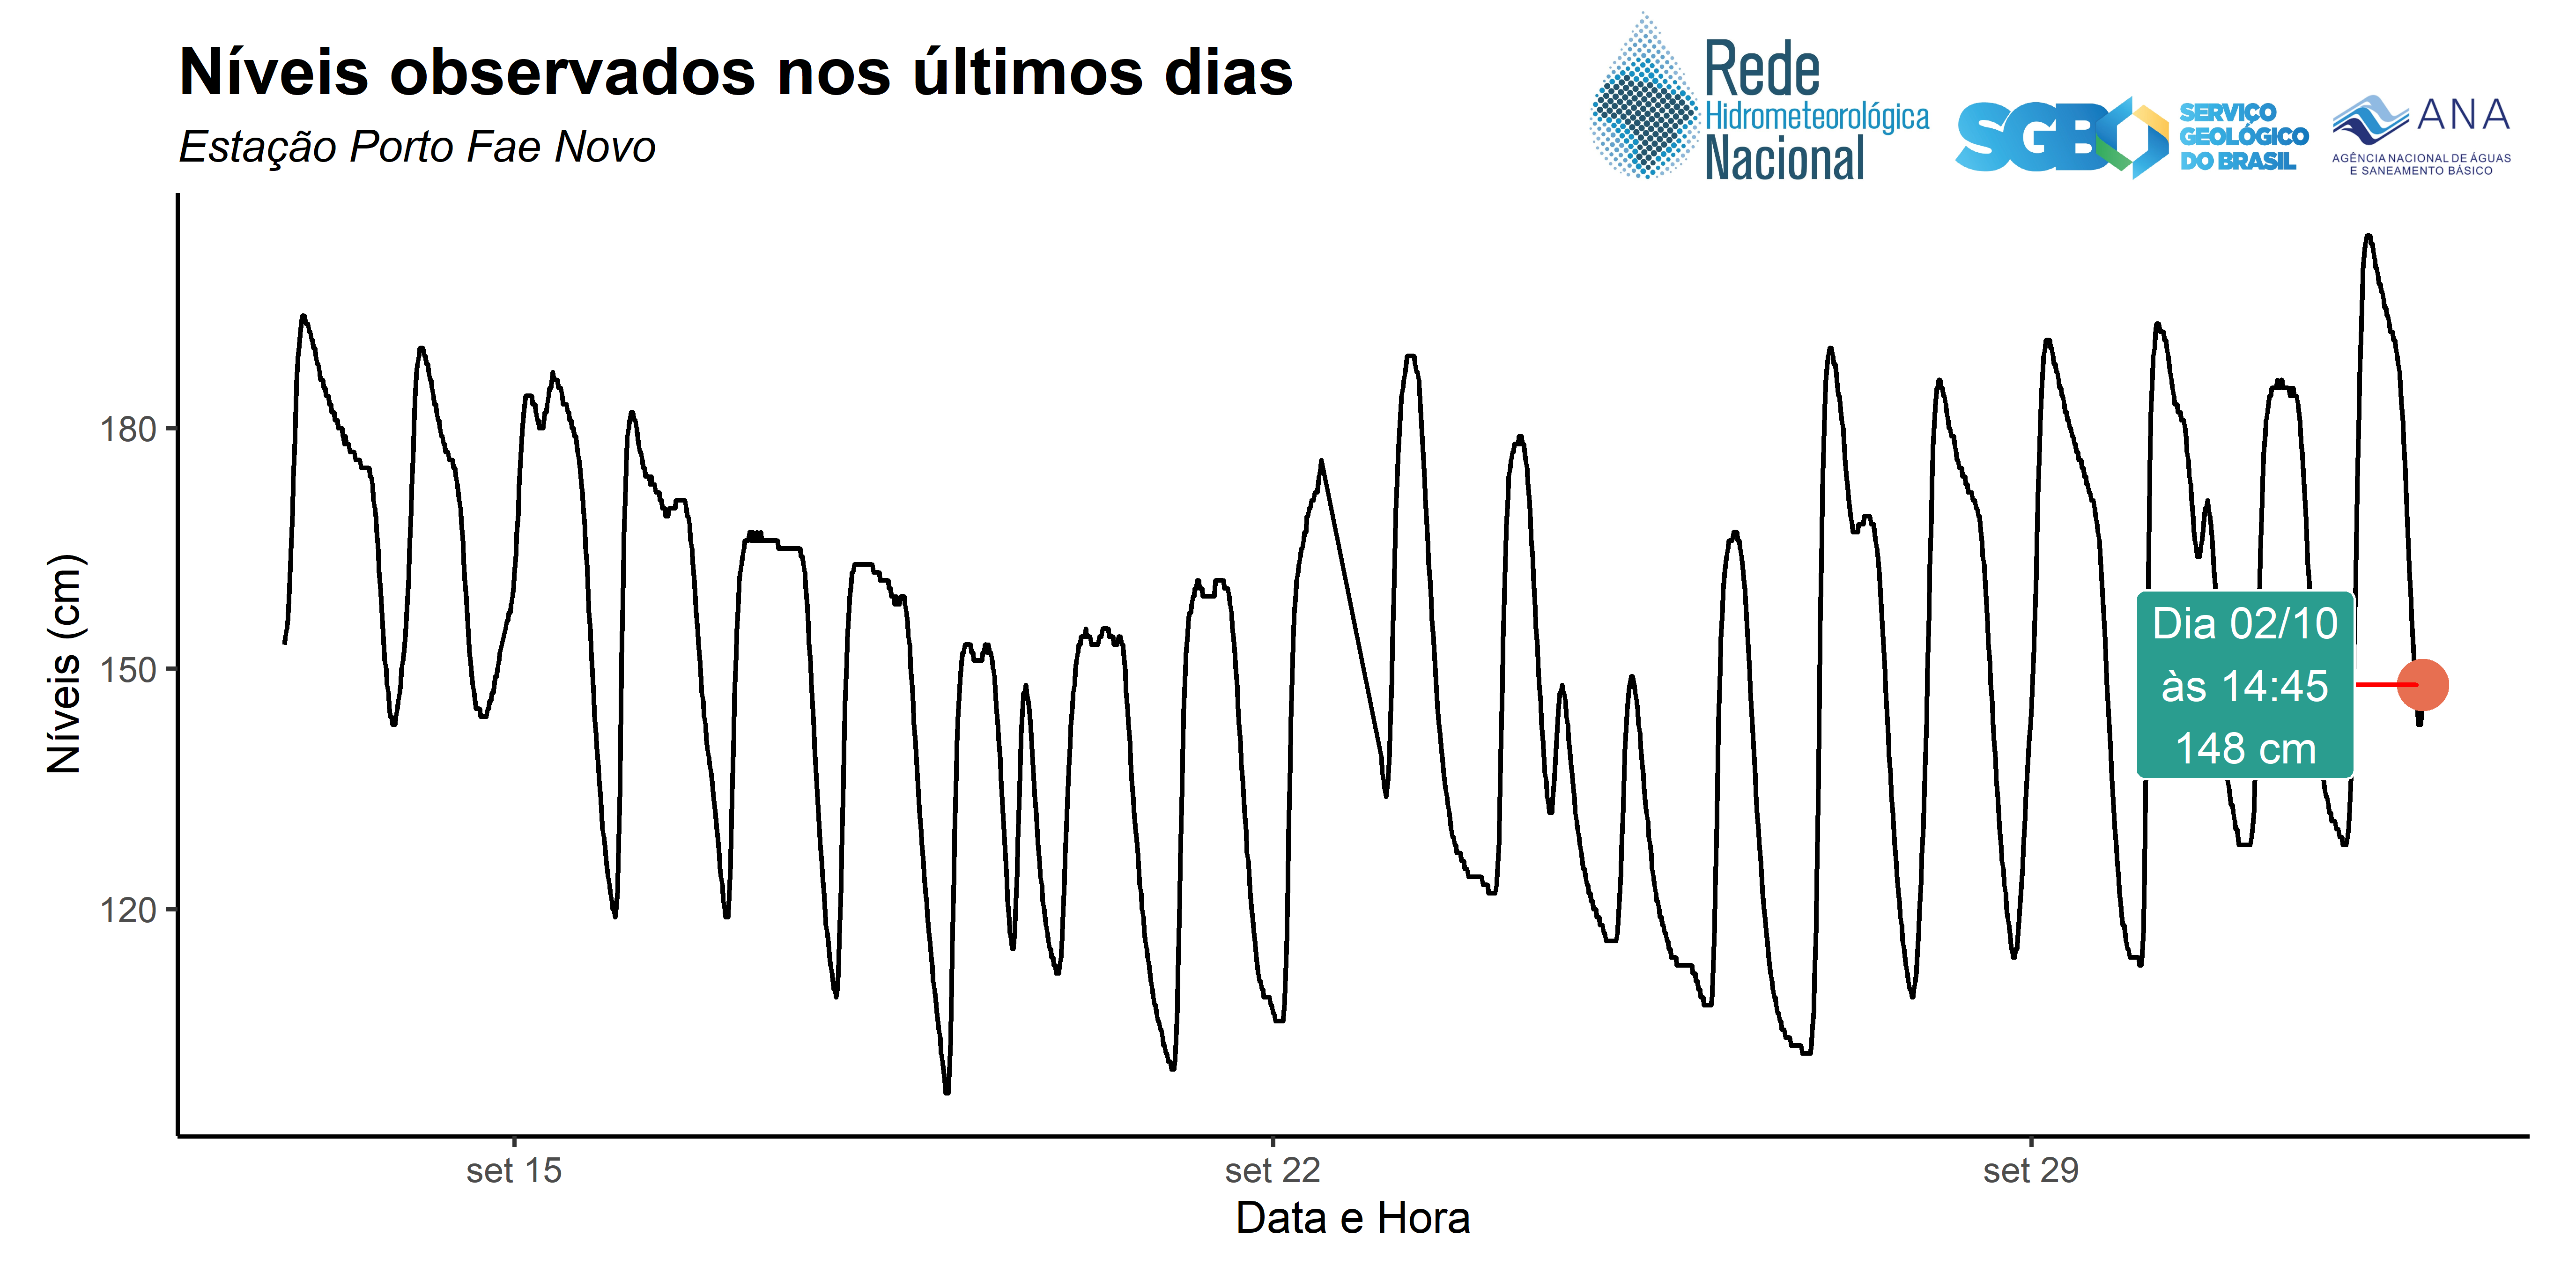 Níveis observados nos últimos dias
Estação Porto Fae Novo
Rede
Hidrometeorológica
Nacional
SGB
SERVIÇO
GEOLÓGICO
DO BRASIL
ANA
AGÊNCIA NACIONAL DE ÁGUAS
E SANEAMENTO BÁSICO
Níveis (cm)
180
150
120
Dia 02/10
às 14:45
148 cm
set 15
set 22
set 29
Data e Hora